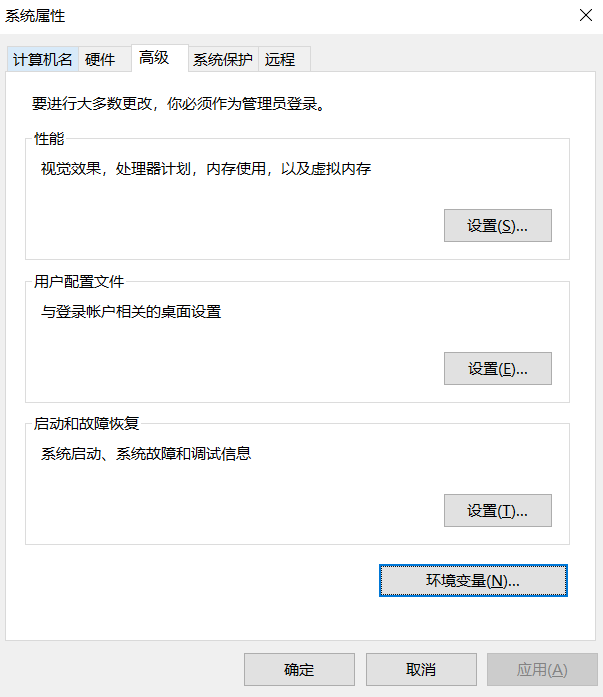 系统属性
计算机名 硬件 高级 系统保护 远程
要进行大多数更改，你必须作为管理员登录。
性能
视觉效果，处理器计划，内存使用，以及虚拟内存
设置(S)...
用户配置文件
与登录帐户相关的桌面设置
设置(E)...
启动和故障恢复
系统启动、系统故障和调试信息
设置(T)...
环境变量(N)...
确定 取消 应用(A)